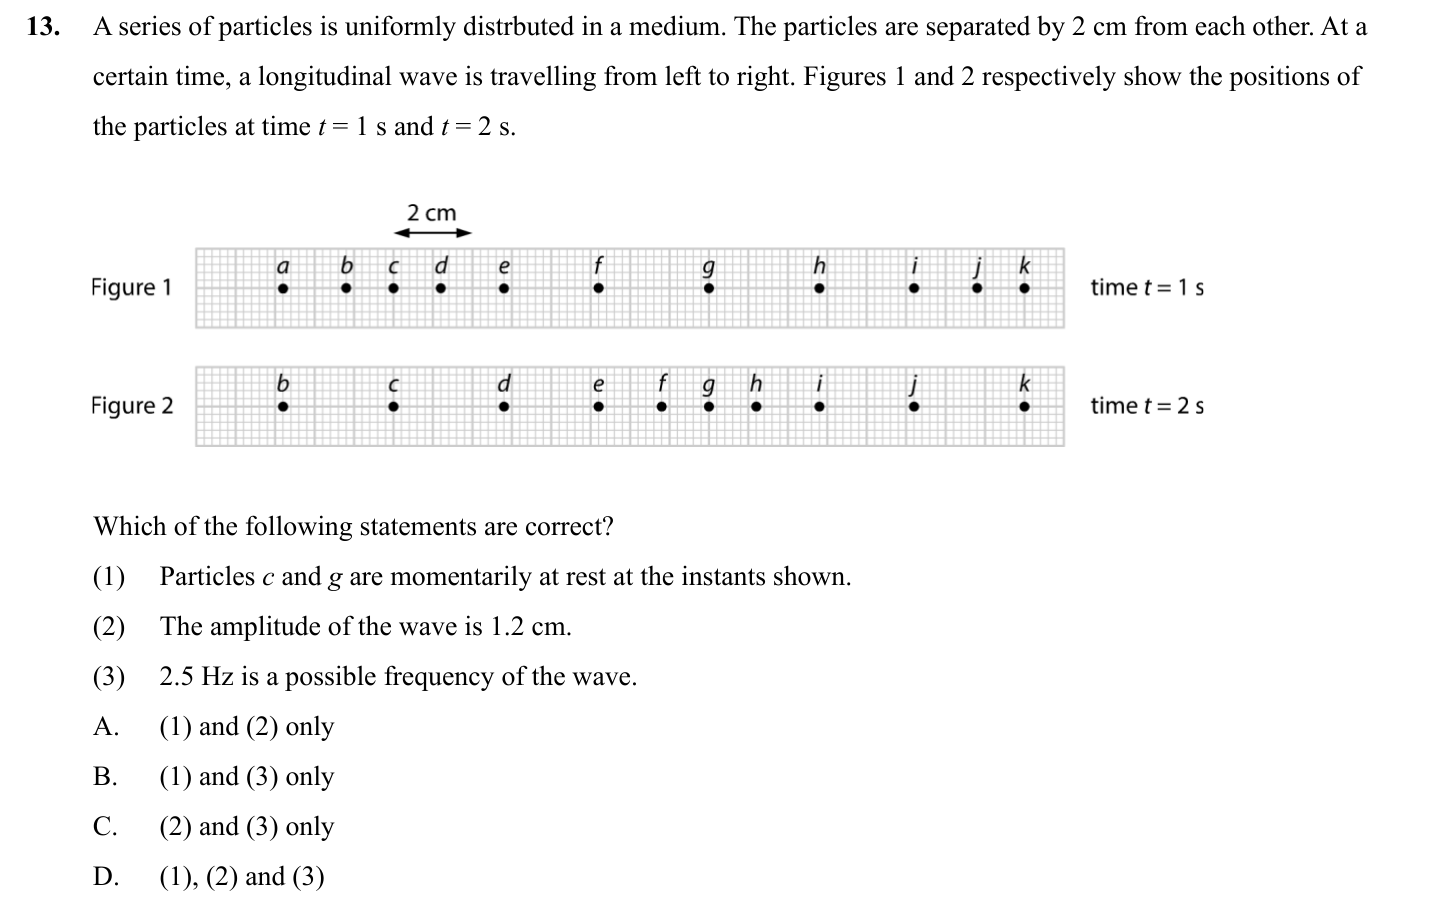 13. A series of particles is uniformly distrbuted in a medium. The particles are separated by 2 cm from each other. At a
certain time, a longitudinal wave is travelling from left to right. Figures 1 and 2 respectively show the positions of
the particles at time t = 1 s and t = 2 s.
2 cm
a b c d e f g h i j k
Figure 1 time t = 1 s
b c d e f g h i j k
Figure 2 time t = 2 s
Which of the following statements are correct?
(1) Particles c and g are momentarily at rest at the instants shown.
(2) The amplitude of the wave is 1.2 cm.
(3) 2.5 Hz is a possible frequency of the wave.
A. (1) and (2) only
B. (1) and (3) only
C. (2) and (3) only
D. (1), (2) and (3)